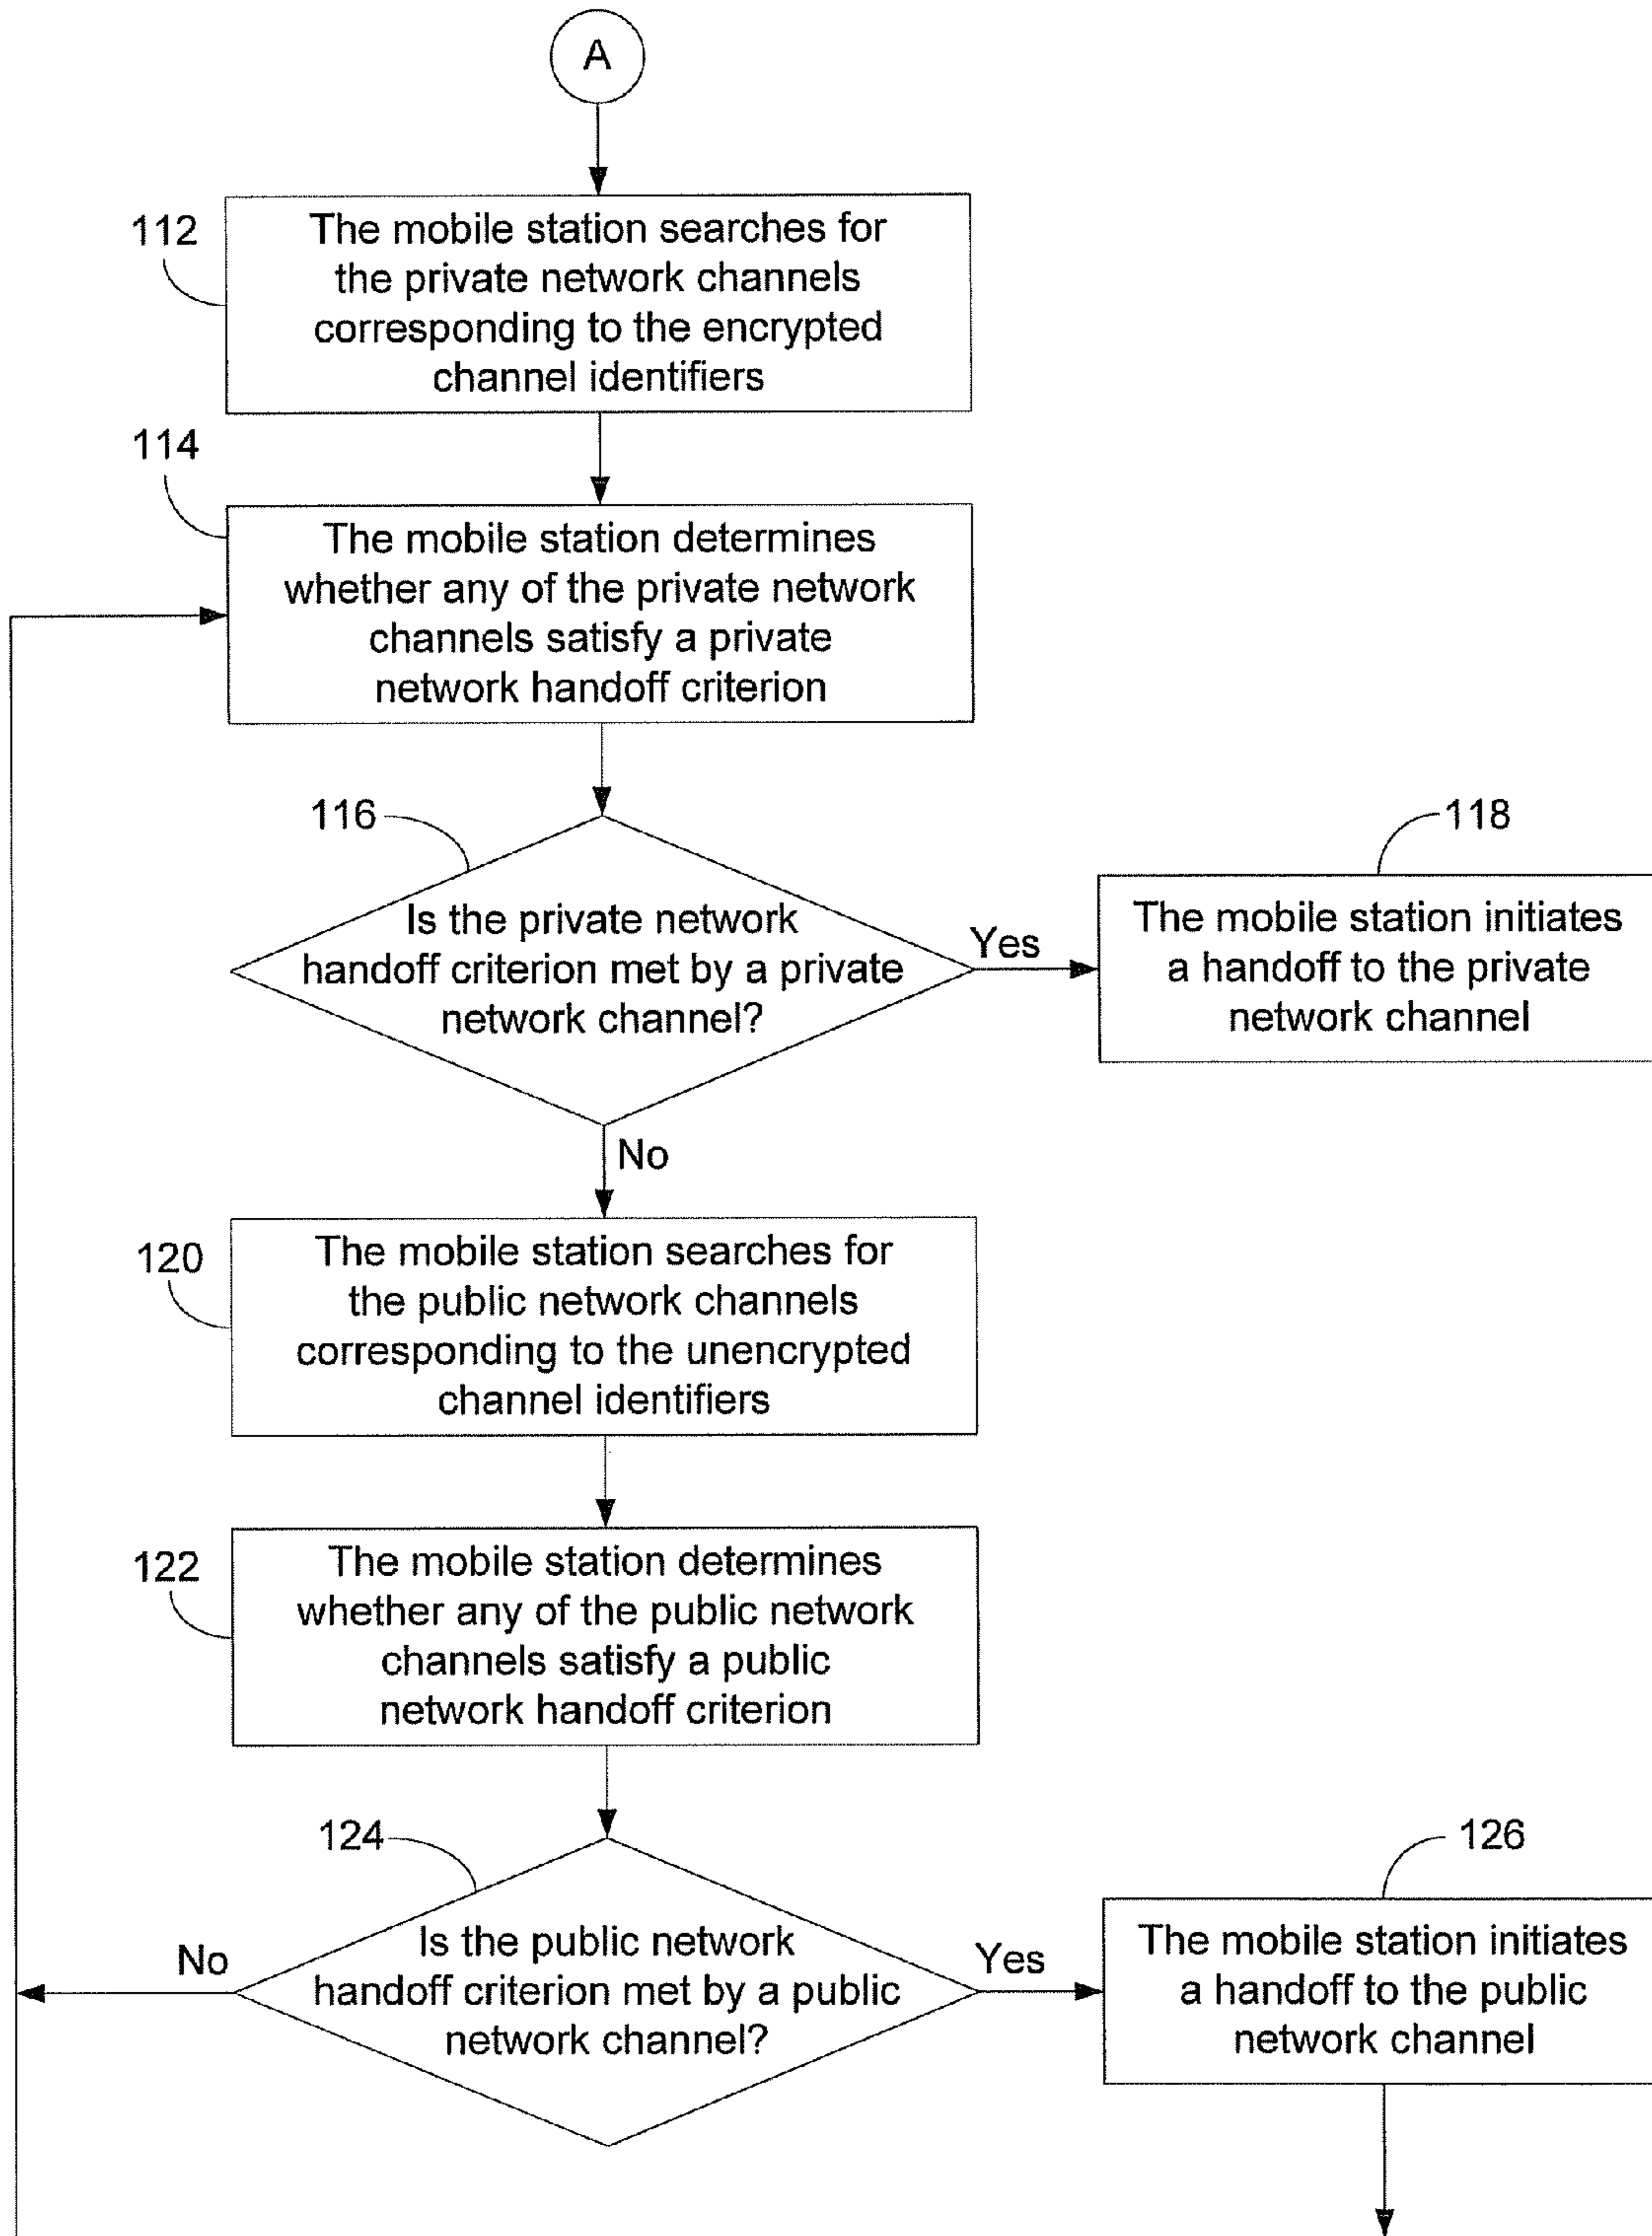 A
112
The mobile station searches for
the private network channels
corresponding to the encrypted
channel identifiers
114
The mobile station determines
whether any of the private network
channels satisfy a private
network handoff criterion
116
Is the private network
handoff criterion met by a private
network channel?
Yes
118
The mobile station initiates
a handoff to the private
network channel
No
120
The mobile station searches for
the public network channels
corresponding to the unencrypted
channel identifiers
122
The mobile station determines
whether any of the public network
channels satisfy a public
network handoff criterion
124
Is the public network
handoff criterion met by a public
network channel?
No
Yes
126
The mobile station initiates
a handoff to the public
network channel